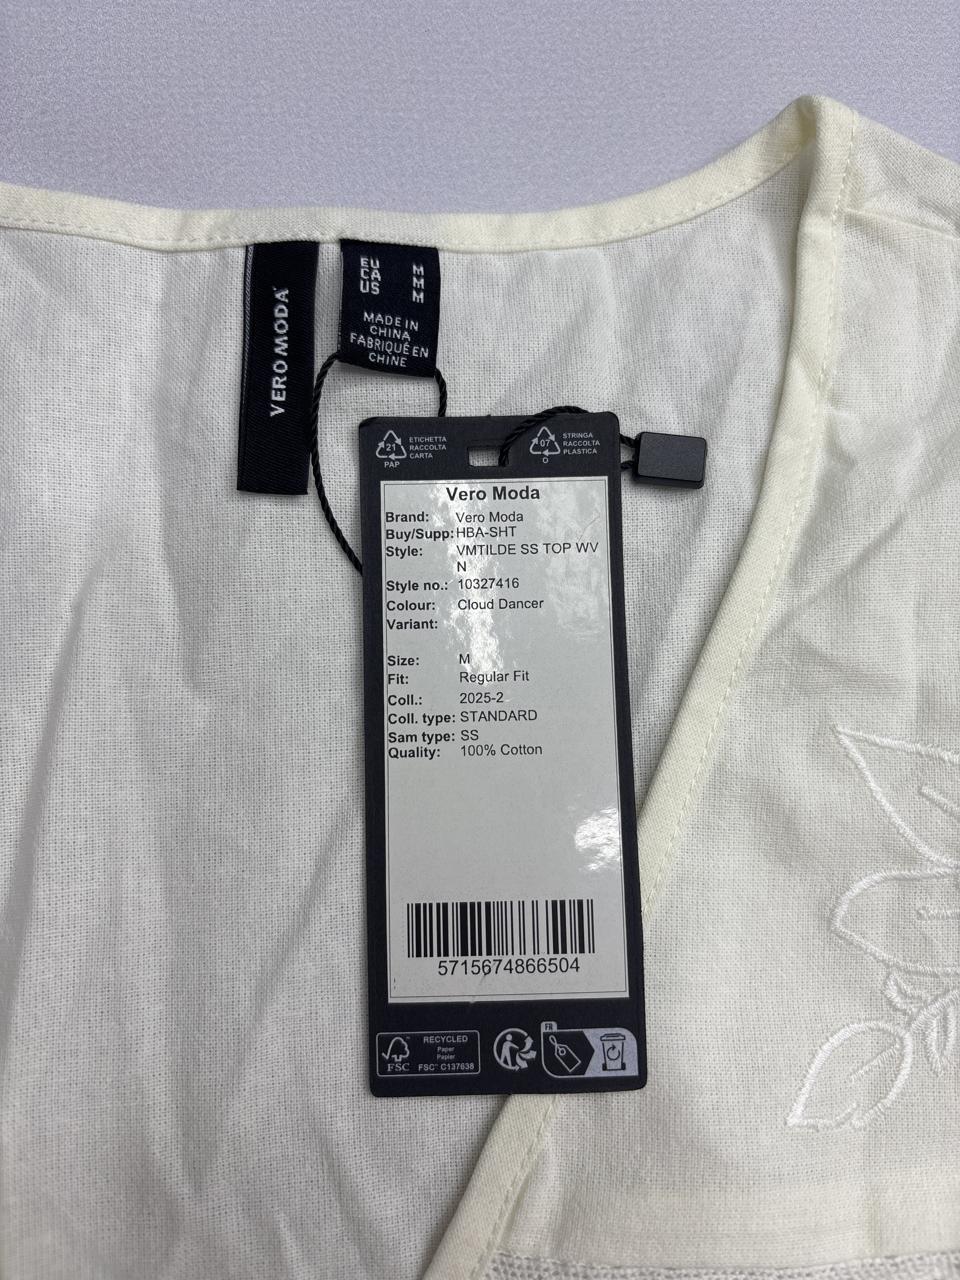 VERO MODA
EU M
CA M
US M
MADE IN
CHINA
FABRIQUÉ EN
CHINE
21
PAP
ETICHETTA
RACCOLTA
CARTA
07
O
STRINGA
RACCOLTA
PLASTICA
Vero Moda
Brand: Vero Moda
Buy/Supp: HBA-SHT
Style: VMTILDE SS TOP WV
N
Style no.: 10327416
Colour: Cloud Dancer
Variant:
Size: M
Fit: Regular Fit
Coll.: 2025-2
Coll. type: STANDARD
Sam type: SS
Quality: 100% Cotton
5715674866504
FSC
RECYCLED
Paper
Papier
FSC™ C137638
FR